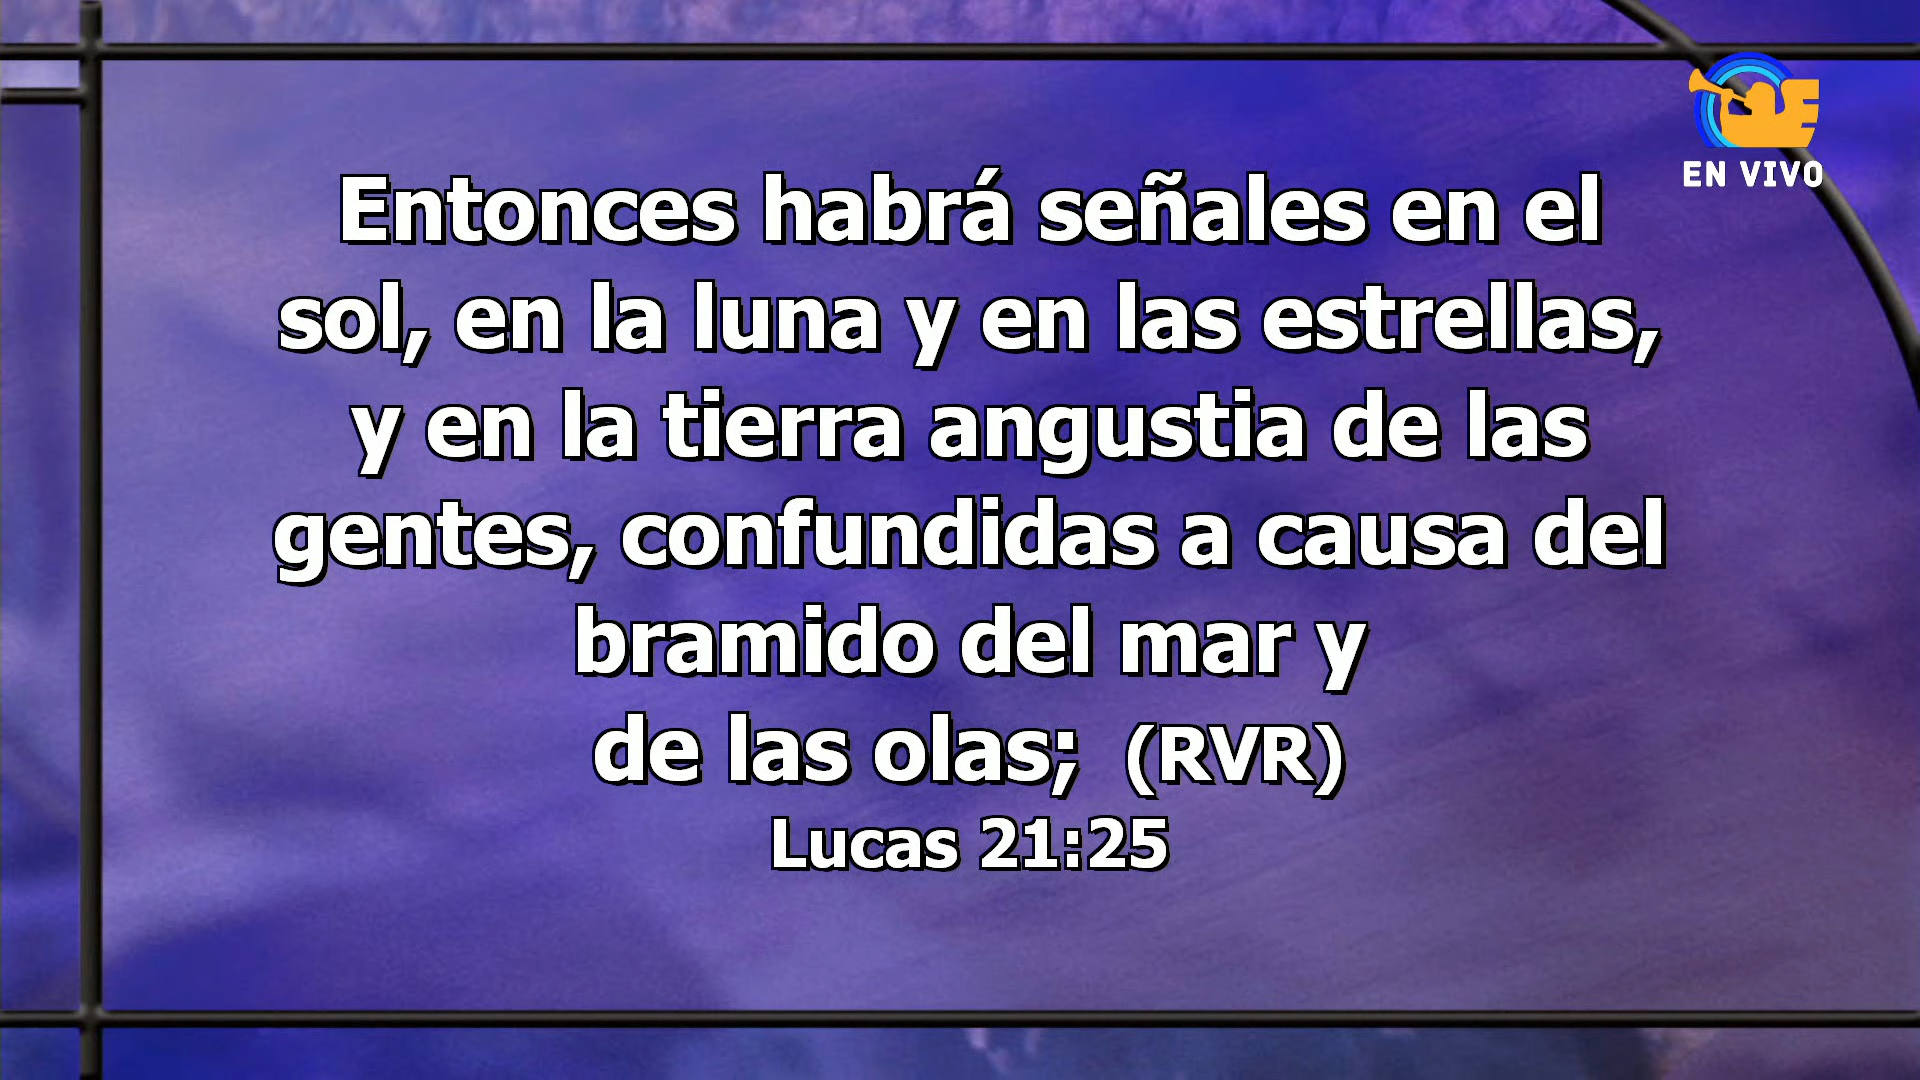 EN VIVO
Entonces habrá señales en el
sol, en la luna y en las estrellas,
y en la tierra angustia de las
gentes, confundidas a causa del
bramido del mar y
de las olas; (RVR)
Lucas 21:25